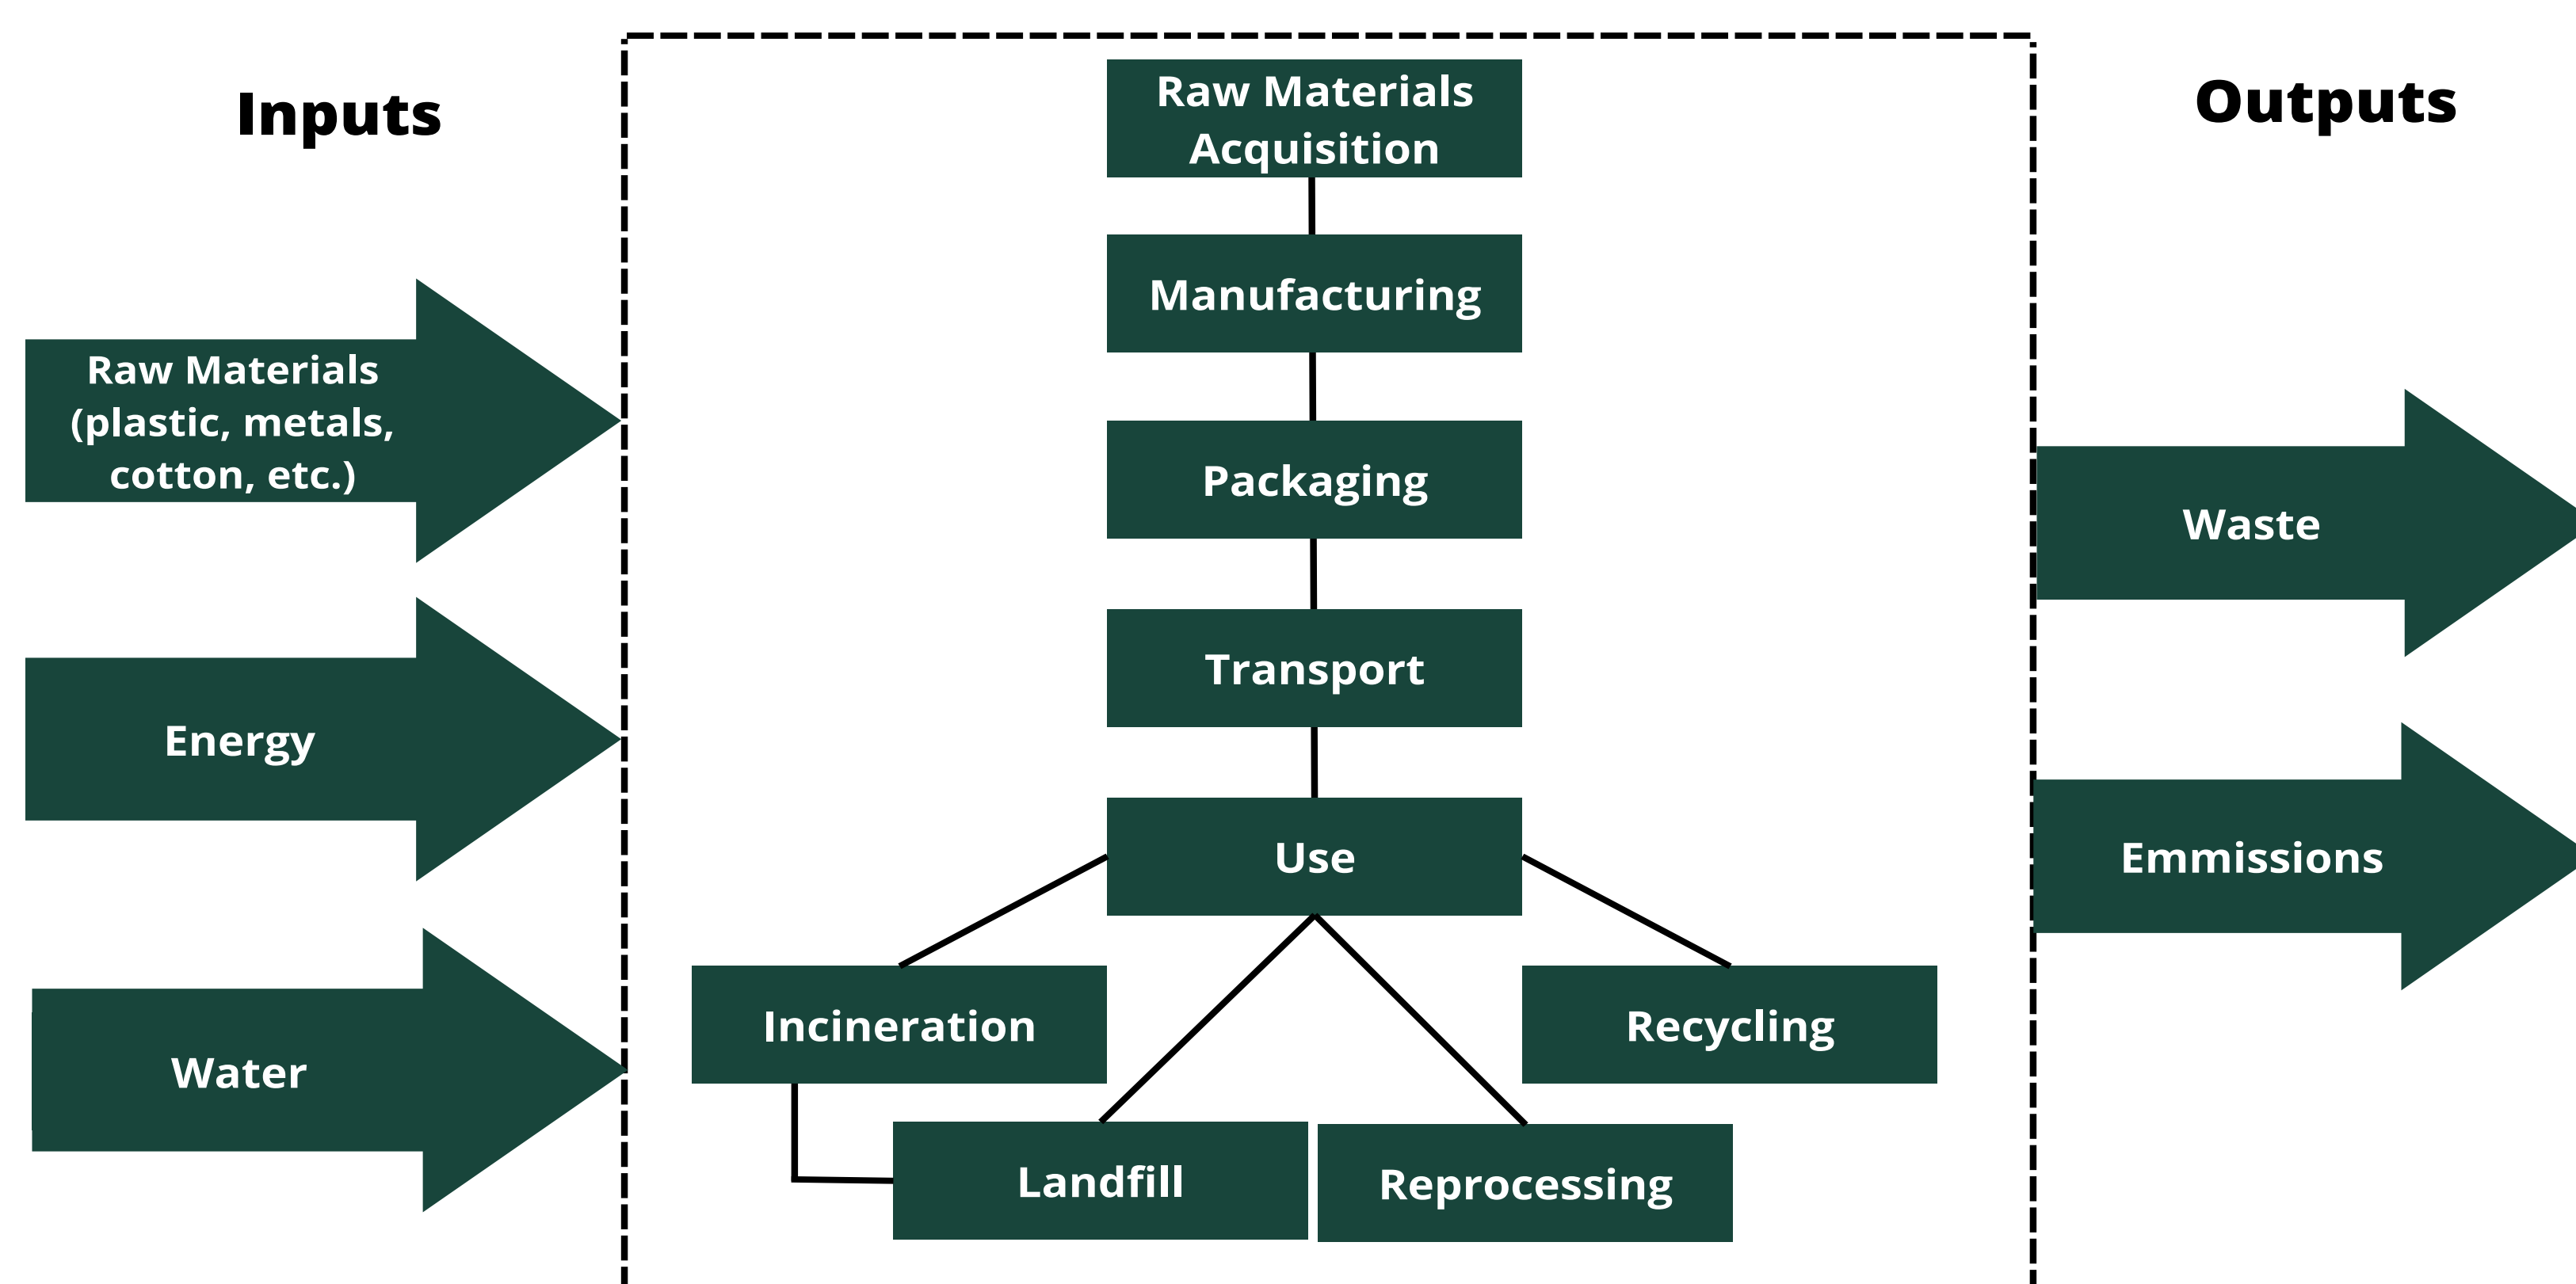 Inputs
Raw Materials
(plastic, metals,
cotton, etc.)
Energy
Water
Raw Materials
Acquisition
Manufacturing
Packaging
Transport
Use
Incineration
Recycling
Landfill
Reprocessing
Outputs
Waste
Emmissions